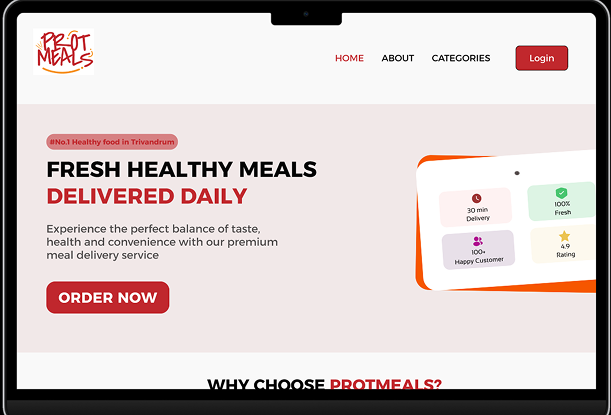 PROT
MEALS
HOME
ABOUT
CATEGORIES
Login
#No.1 Healthy food in Trivandrum
FRESH HEALTHY MEALS
DELIVERED DAILY
Experience the perfect balance of taste,
health and convenience with our premium
meal delivery service
ORDER NOW
30 min
Delivery
100%
Fresh
100+
Happy Customer
4.9
Rating
WHY CHOOSE PROTMEALS?